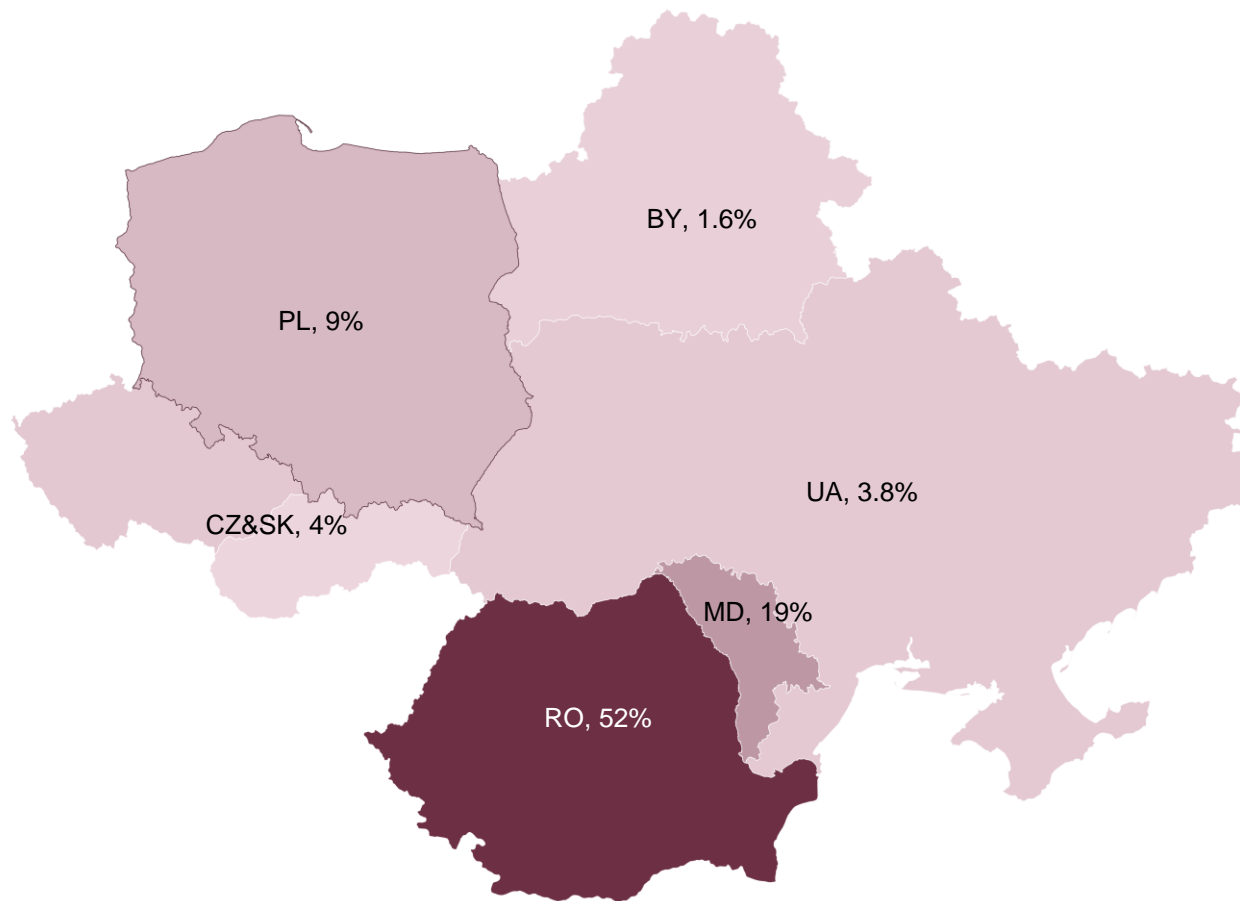 BY, 1.6%
PL, 9%
UA, 3.8%
CZ&SK, 4%
MD, 19%
RO, 52%